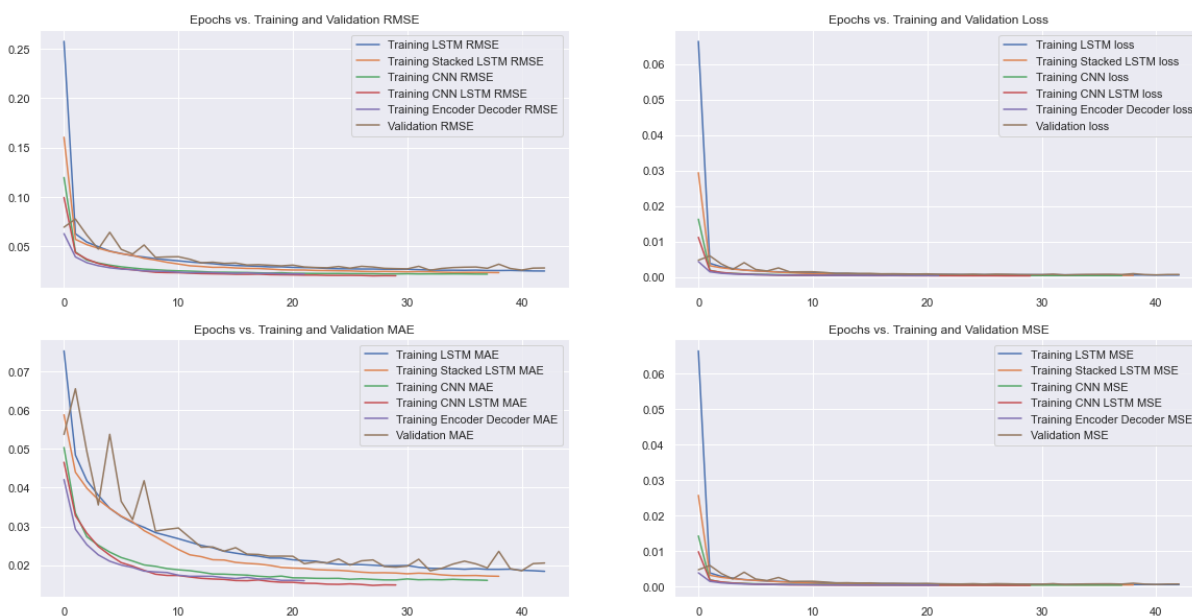 Epochs vs. Training and Validation RMSE
0.25
0.20
0.15
0.10
0.05
0
10
20
30
40
Training LSTM RMSE
Training Stacked LSTM RMSE
Training CNN RMSE
Training CNN LSTM RMSE
Training Encoder Decoder RMSE
Validation RMSE
Epochs vs. Training and Validation Loss
0.06
0.05
0.04
0.03
0.02
0.01
0.00
0
10
20
30
40
Training LSTM loss
Training Stacked LSTM loss
Training CNN loss
Training CNN LSTM loss
Training Encoder Decoder loss
Validation loss
Epochs vs. Training and Validation MAE
0.07
0.06
0.05
0.04
0.03
0.02
0
10
20
30
40
Training LSTM MAE
Training Stacked LSTM MAE
Training CNN MAE
Training CNN LSTM MAE
Training Encoder Decoder MAE
Validation MAE
Epochs vs. Training and Validation MSE
0.06
0.05
0.04
0.03
0.02
0.01
0.00
0
10
20
30
40
Training LSTM MSE
Training Stacked LSTM MSE
Training CNN MSE
Training CNN LSTM MSE
Training Encoder Decoder MSE
Validation MSE